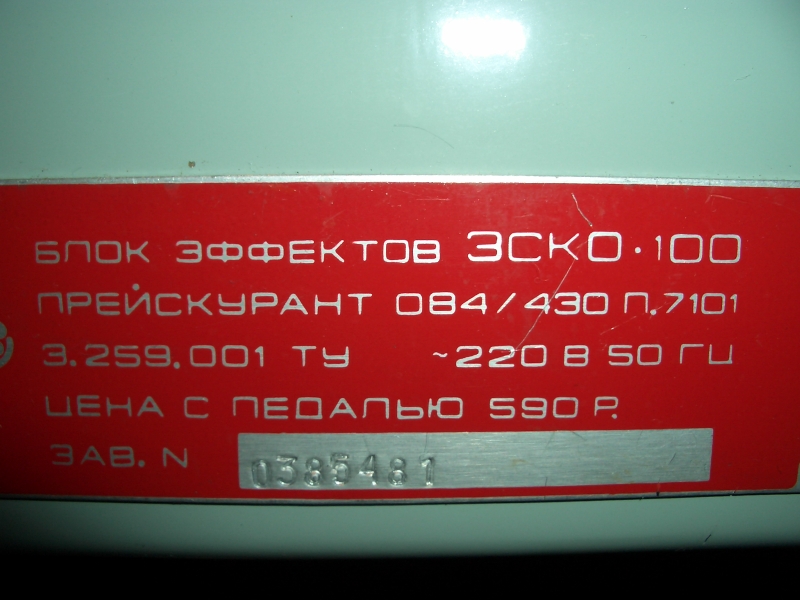 БЛОК ЭФФЕКТОВ ЭСКО·100
ПРЕЙСКУРАНТ 084/430 П.7101
3.259.001 ТУ ~220 В 50 ГЦ
ЦЕНА С ПЕДАЛЬЮ 590 Р.
ЗАВ. N 0385481